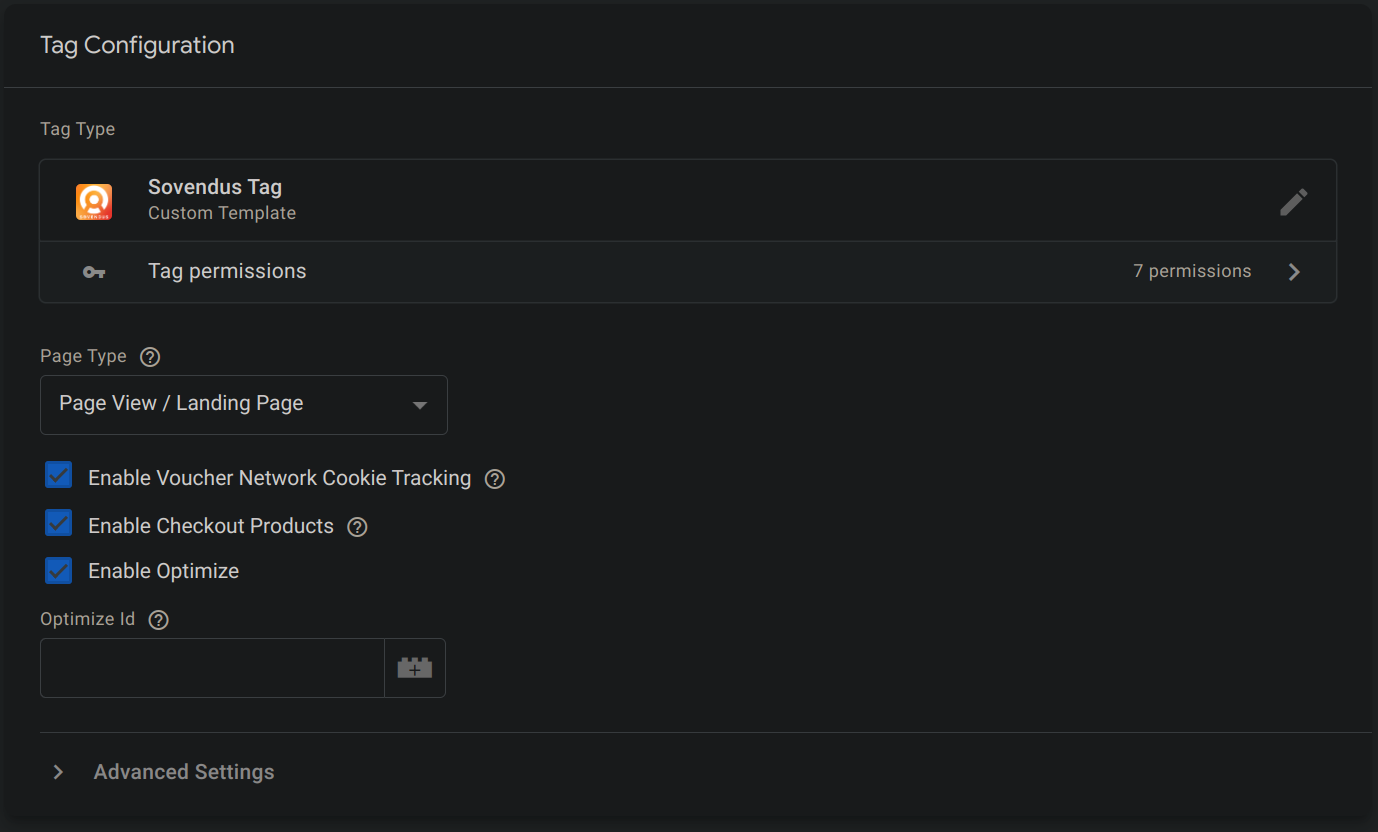 Tag Configuration
Tag Type
Sovendus Tag
Custom Template
Tag permissions
7 permissions
Page Type
Page View / Landing Page
Enable Voucher Network Cookie Tracking
Enable Checkout Products
Enable Optimize
Optimize Id
Advanced Settings